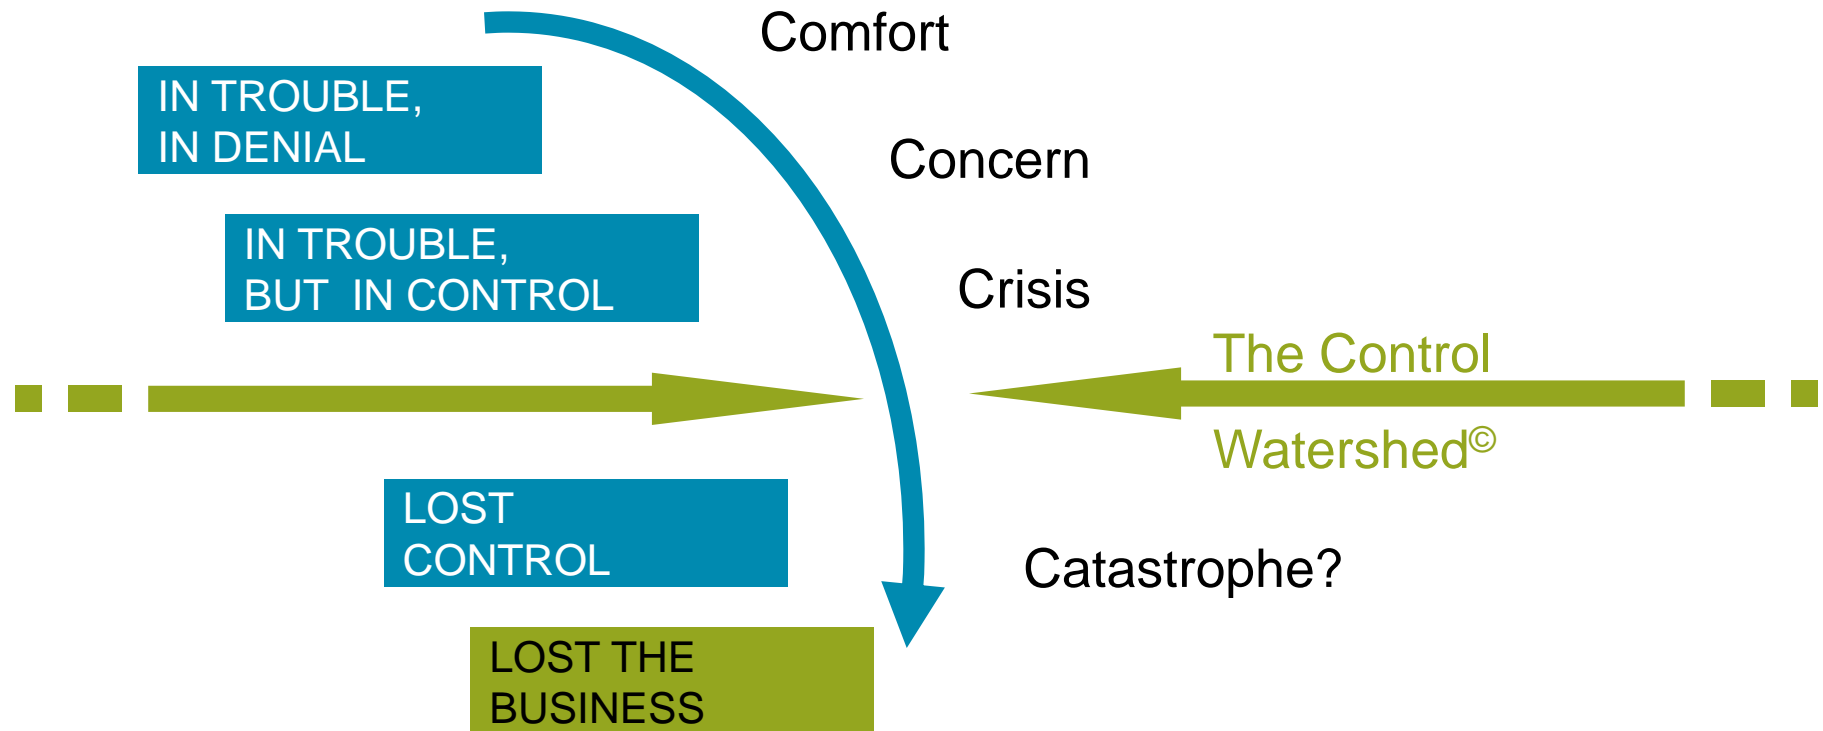 Comfort
IN TROUBLE,
IN DENIAL
Concern
IN TROUBLE,
BUT  IN CONTROL
Crisis
The Control
Watershed©
LOST
CONTROL
Catastrophe?
LOST THE
BUSINESS